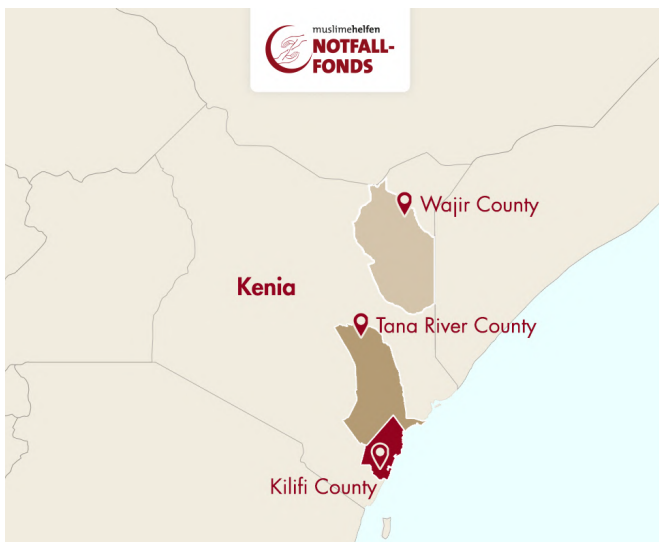 muslimehelfen
NOTFALL-
FONDS
Wajir County
Kenia
Tana River County
Kilifi County